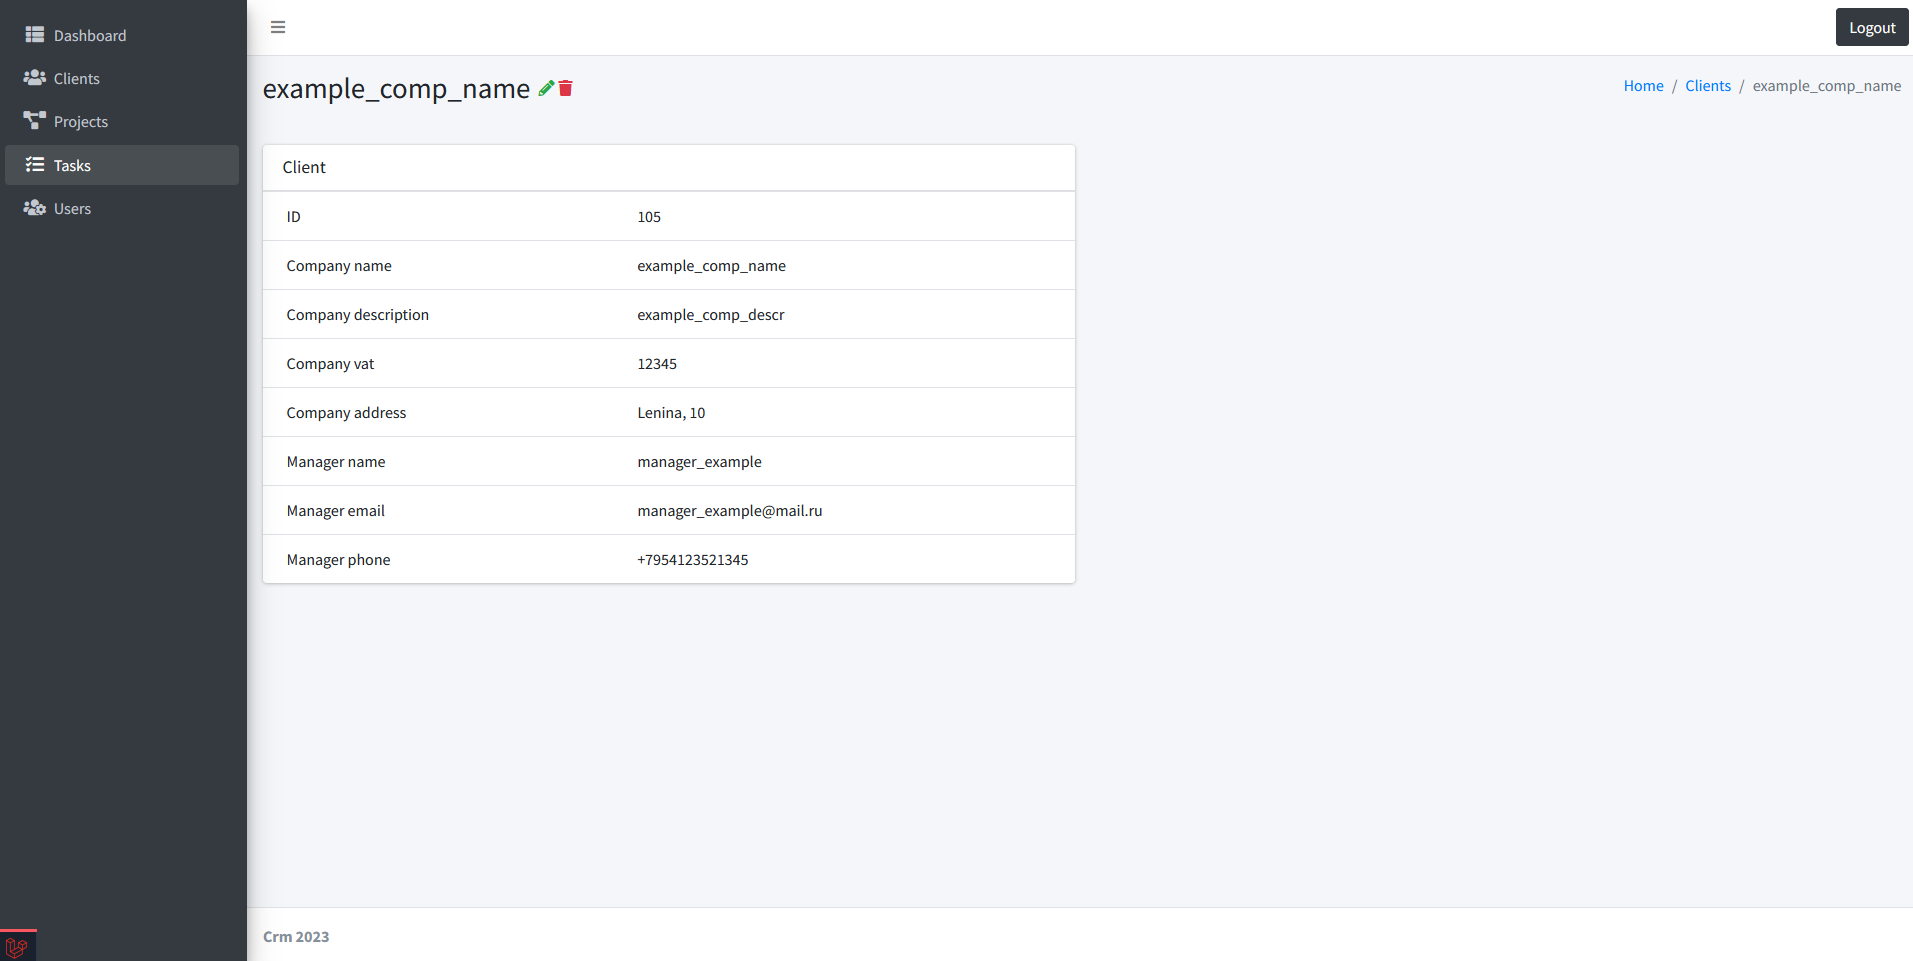 Dashboard
Clients
Projects
Tasks
Users
Logout
example_comp_name
Home / Clients / example_comp_name
Client
ID 105
Company name example_comp_name
Company description example_comp_descr
Company vat 12345
Company address Lenina, 10
Manager name manager_example
Manager email manager_example@mail.ru
Manager phone +7954123521345
Crm 2023